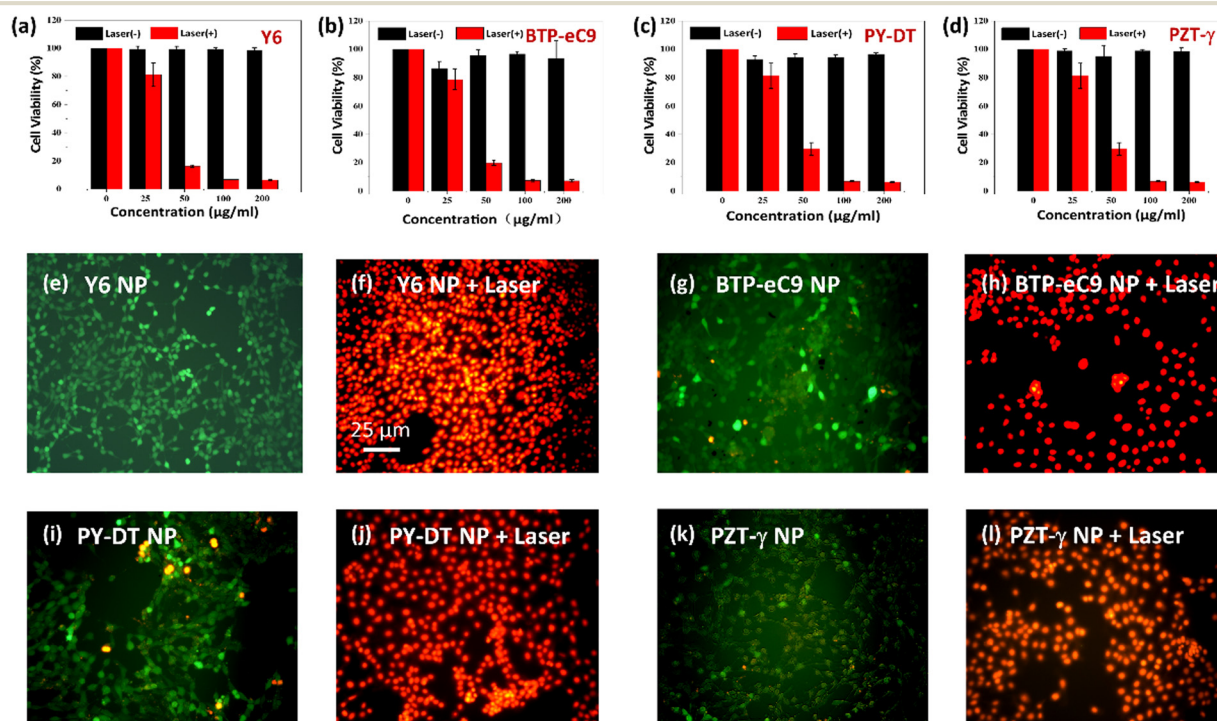 (a)
120
Laser(-) Laser(+)
Y6
100
80
60
40
20
0
Cell Viability (%)
0 25 50 100 200
Concentration (μg/ml)
(b)
120
Laser(-) Laser(+)
BTP-eC9
100
80
60
40
20
0
Cell Viability (%)
0 25 50 100 200
Concentration (μg/ml)
(c)
120
Laser(-) Laser(+)
PY-DT
100
80
60
40
20
0
Cell Viability (%)
0 25 50 100 200
Concentration (μg/ml)
(d)
120
Laser(-) Laser(+)
PZT-γ
100
80
60
40
20
0
Cell Viability (%)
0 25 50 100 200
Concentration (μg/ml)
(e) Y6 NP
(f) Y6 NP + Laser
25 μm
(g) BTP-eC9 NP
(h) BTP-eC9 NP + Laser
(i) PY-DT NP
(j) PY-DT NP + Laser
(k) PZT-γ NP
(l) PZT-γ NP + Laser